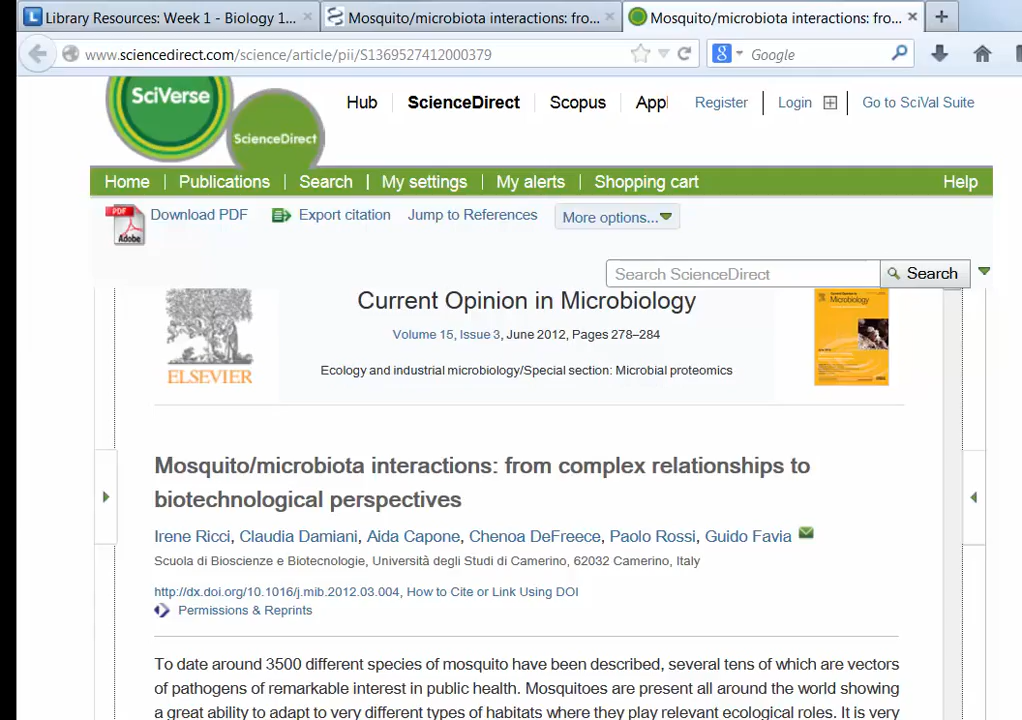 Library Resources: Week 1 - Biology 1...
Mosquito/microbiota interactions: fro...
Mosquito/microbiota interactions: fro...
www.sciencedirect.com/science/article/pii/S1369527412000379
Google
SciVerse
ScienceDirect
Hub
ScienceDirect
Scopus
Appl
Register
Login
Go to SciVal Suite
Home
Publications
Search
My settings
My alerts
Shopping cart
Help
PDF
Adobe
Download PDF
Export citation
Jump to References
More options...
Search ScienceDirect
Search
ELSEVIER
Current Opinion in Microbiology
Volume 15, Issue 3, June 2012, Pages 278–284
Ecology and industrial microbiology/Special section: Microbial proteomics
Microbiology
Mosquito/microbiota interactions: from complex relationships to
biotechnological perspectives
Irene Ricci, Claudia Damiani, Aida Capone, Chenoa DeFreece, Paolo Rossi, Guido Favia
Scuola di Bioscienze e Biotecnologie, Università degli Studi di Camerino, 62032 Camerino, Italy
http://dx.doi.org/10.1016/j.mib.2012.03.004, How to Cite or Link Using DOI
Permissions & Reprints
To date around 3500 different species of mosquito have been described, several tens of which are vectors
of pathogens of remarkable interest in public health. Mosquitoes are present all around the world showing
a great ability to adapt to very different types of habitats where they play relevant ecological roles. It is very